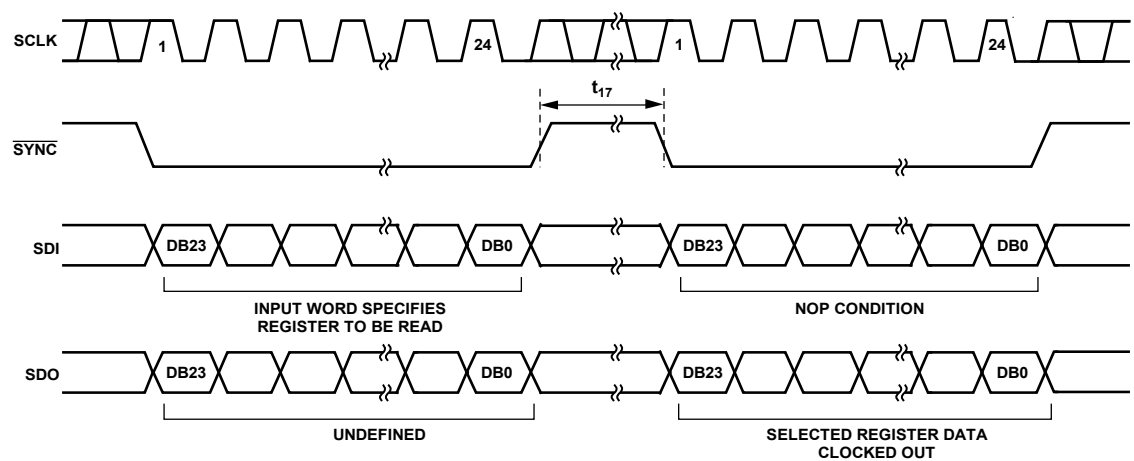 SCLK
1
24
1
24
t17
SYNC
SDI
DB23
DB0
DB23
DB0
INPUT WORD SPECIFIES
REGISTER TO BE READ
NOP CONDITION
SDO
DB23
DB0
DB23
DB0
UNDEFINED
SELECTED REGISTER DATA
CLOCKED OUT